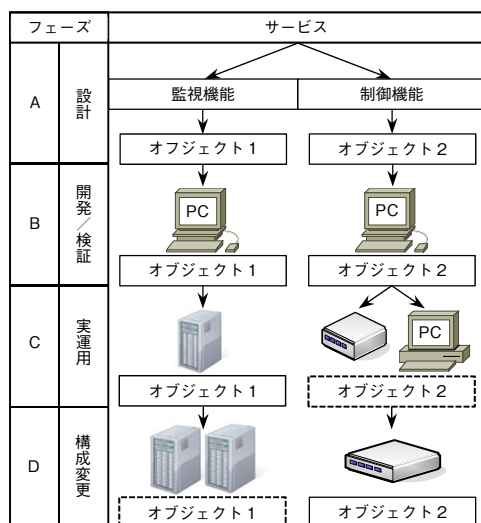 フェーズ サービス
A 設計 監視機能 制御機能
オフジェクト1 オブジェクト2
B 開発／検証 PC PC
オブジェクト1 オブジェクト2
C 実運用 PC
オブジェクト1 オブジェクト2
D 構成変更
オブジェクト1 オブジェクト2